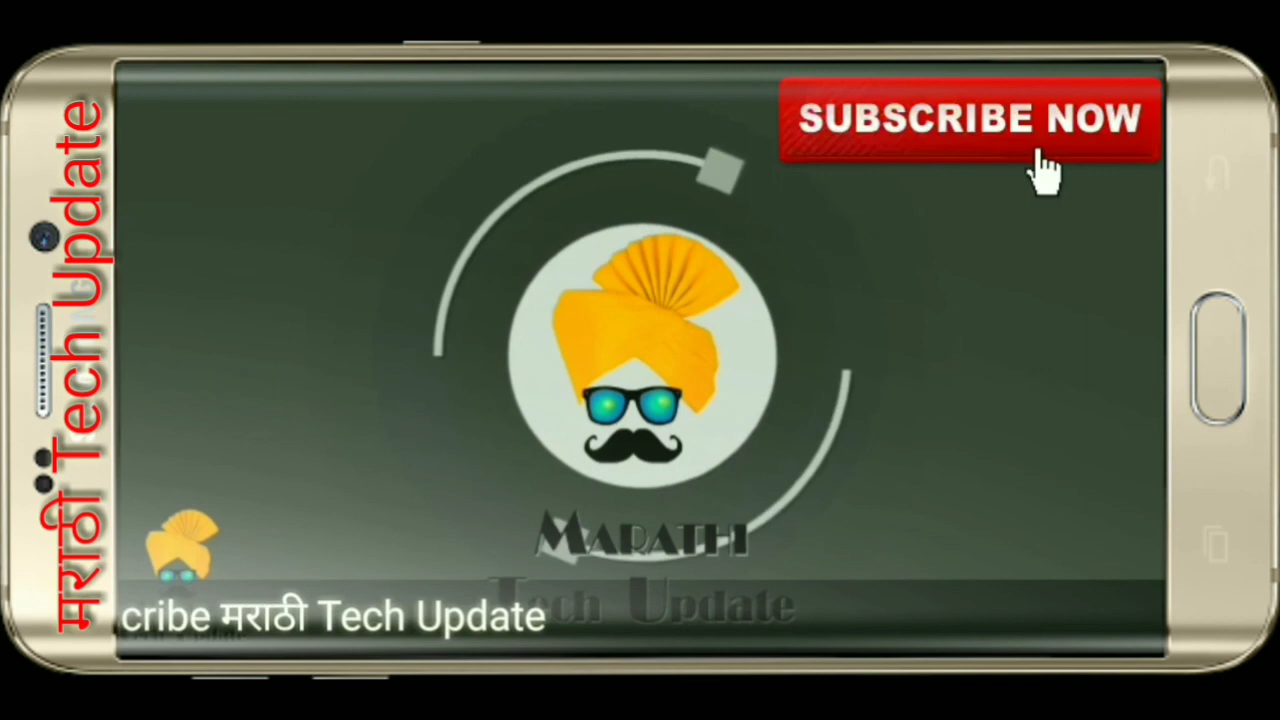 मराठी Tech Update
SUBSCRIBE NOW
MARATHI
Tech Update
cribe मराठी Tech Update